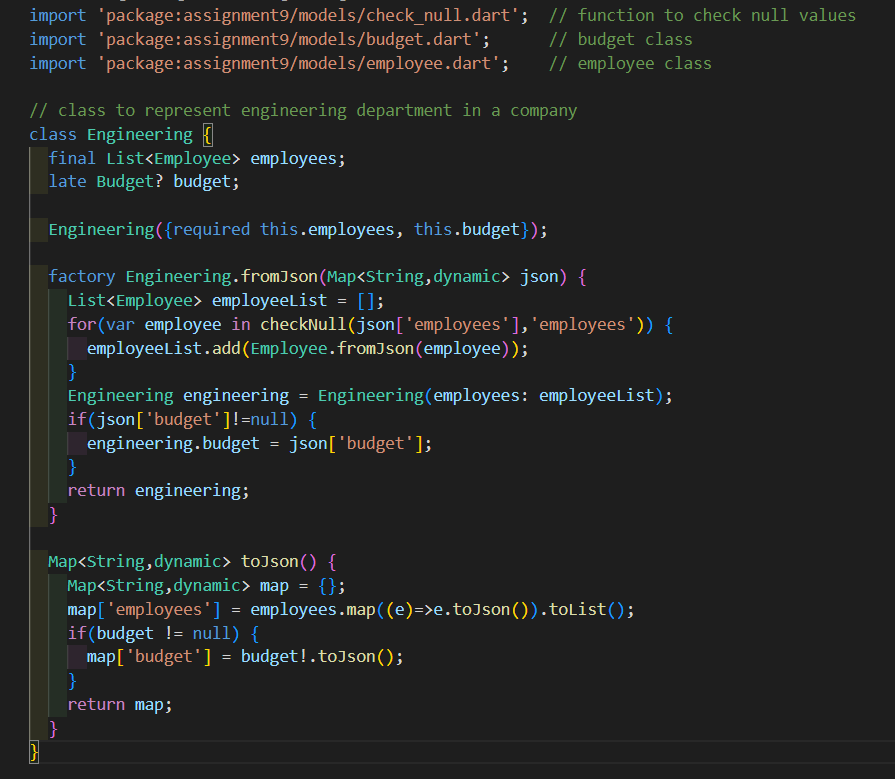 import 'package:assignment9/models/check_null.dart';  // function to check null values
import 'package:assignment9/models/budget.dart';      // budget class
import 'package:assignment9/models/employee.dart';    // employee class
// class to represent engineering department in a company
class Engineering {
  final List<Employee> employees;
  late Budget? budget;
  Engineering({required this.employees, this.budget});
  factory Engineering.fromJson(Map<String,dynamic> json) {
    List<Employee> employeeList = [];
    for(var employee in checkNull(json['employees'],'employees')) {
      employeeList.add(Employee.fromJson(employee));
    }
    Engineering engineering = Engineering(employees: employeeList);
    if(json['budget']!=null) {
      engineering.budget = json['budget'];
    }
    return engineering;
  }
  Map<String,dynamic> toJson() {
    Map<String,dynamic> map = {};
    map['employees'] = employees.map((e)=>e.toJson()).toList();
    if(budget != null) {
      map['budget'] = budget!.toJson();
    }
    return map;
  }
}